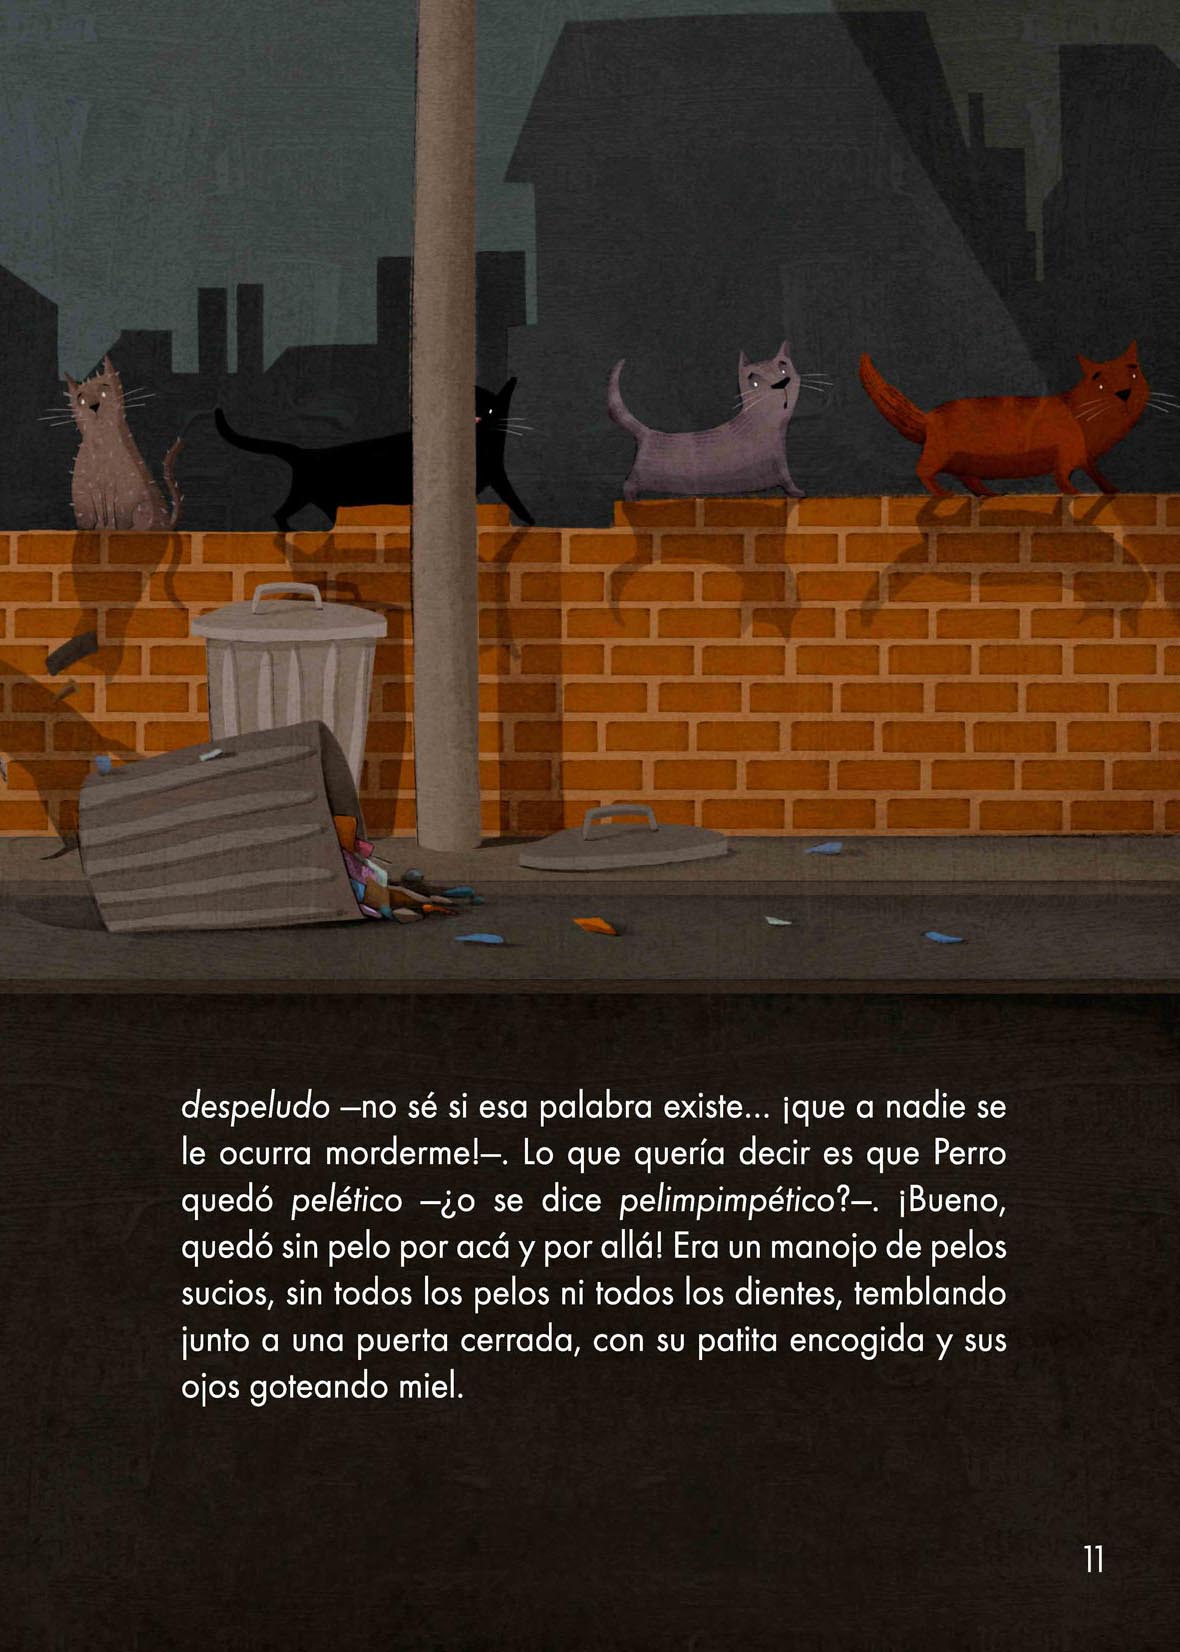 despeludo —no sé si esa palabra existe... ¡que a nadie se
le ocurra morderme!—. Lo que quería decir es que Perro
quedó pelético —¿o se dice pelimpimpético?—. ¡Bueno,
quedó sin pelo por acá y por allá! Era un manojo de pelos
sucios, sin todos los pelos ni todos los dientes, temblando
junto a una puerta cerrada, con su patita encogida y sus
ojos goteando miel.
11